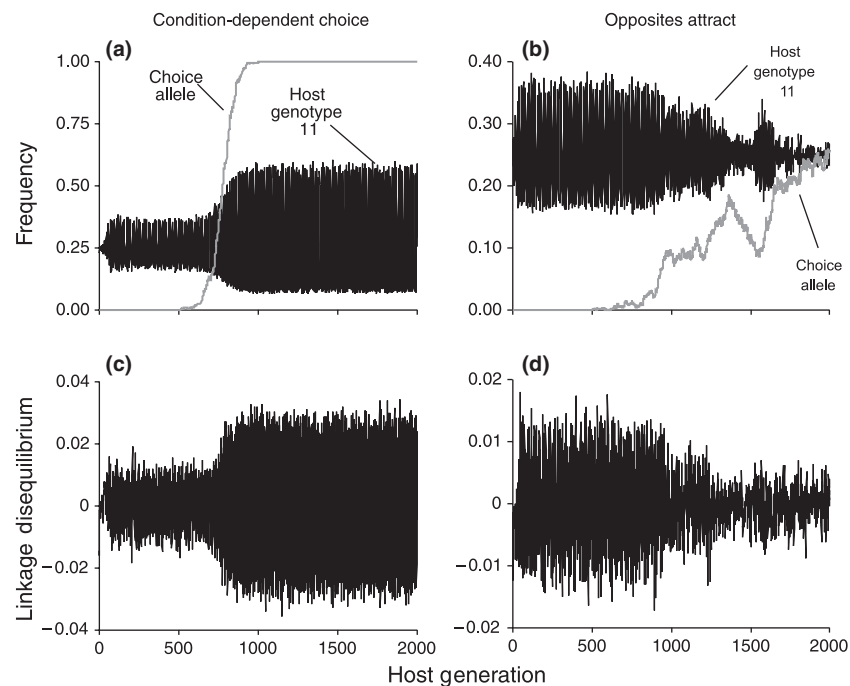 Condition-dependent choice
Opposites attract
(a)
(b)
1.00
0.75
0.50
0.25
0.00
Frequency
Choice
allele
Host
genotype
11
0.40
0.30
0.20
0.10
0.00
Host
genotype
11
Choice
allele
(c)
(d)
0.04
0.02
0
−0.02
−0.04
Linkage disequilibrium
0 500 1000 1500 2000
0.02
0.01
0
−0.01
−0.02
0 500 1000 1500 2000
Host generation